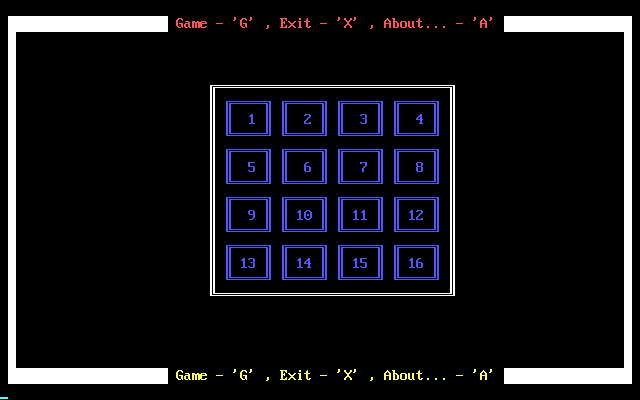 Game - 'G' , Exit - 'X' , About... - 'A'
1 2 3 4
5 6 7 8
9 10 11 12
13 14 15 16
Game - 'G' , Exit - 'X' , About... - 'A'